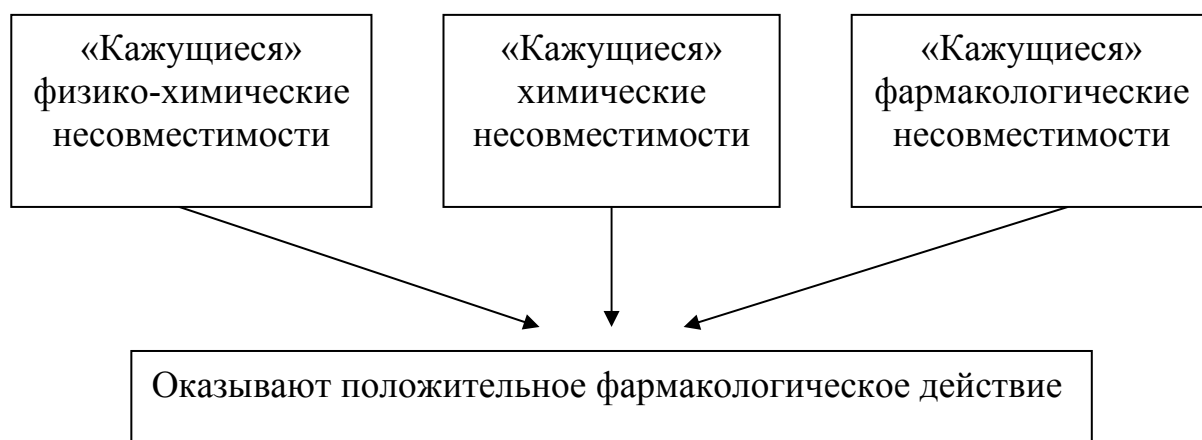 «Кажущиеся»
физико-химические
несовместимости
«Кажущиеся»
химические
несовместимости
«Кажущиеся»
фармакологические
несовместимости
Оказывают положительное фармакологическое действие